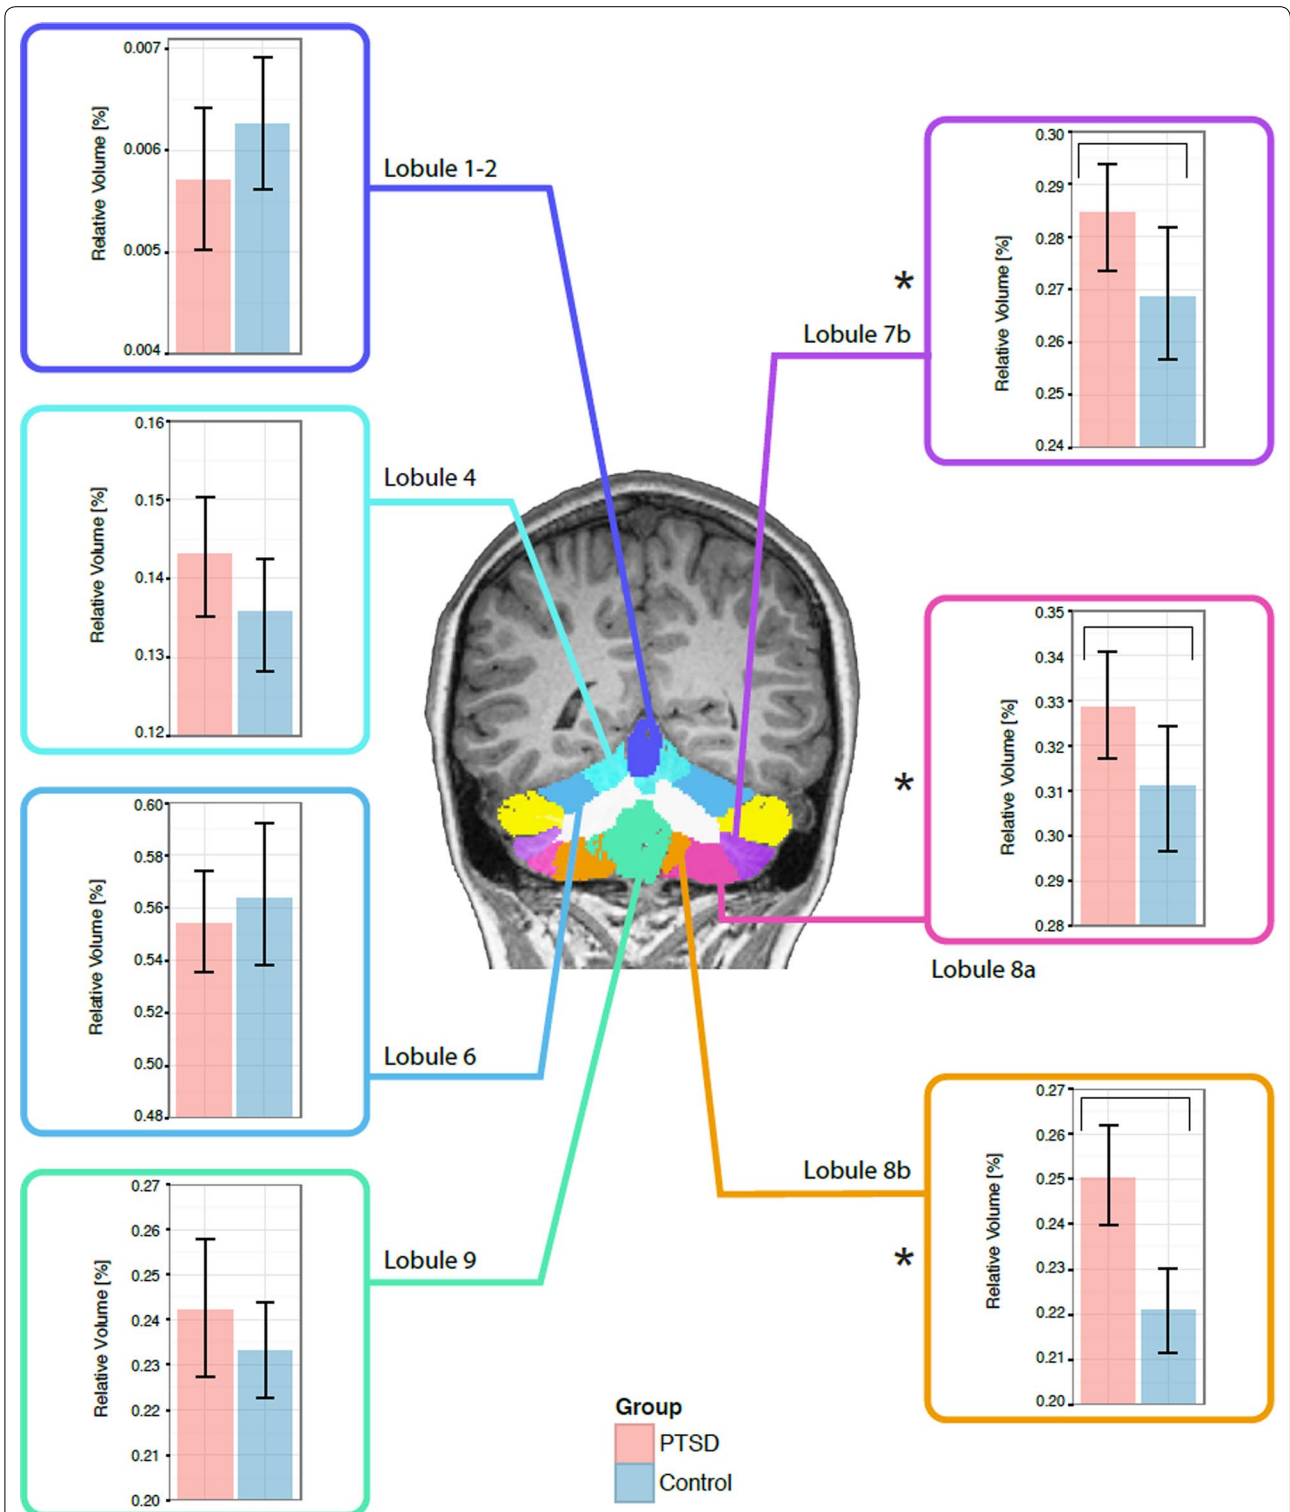 0.007
0.006
0.005
0.004
Relative Volume [%]
Lobule 1-2
0.16
0.15
0.14
0.13
0.12
Relative Volume [%]
Lobule 4
0.60
0.58
0.56
0.54
0.52
0.50
0.48
Relative Volume [%]
Lobule 6
0.27
0.26
0.25
0.24
0.23
0.22
0.21
0.20
Relative Volume [%]
Lobule 9
0.30
0.29
0.28
0.27
0.26
0.25
0.24
Relative Volume [%]
*
Lobule 7b
0.35
0.34
0.33
0.32
0.31
0.30
0.29
0.28
Relative Volume [%]
*
Lobule 8a
0.27
0.26
0.25
0.24
0.23
0.22
0.21
0.20
Relative Volume [%]
Lobule 8b
*
Group
PTSD
Control